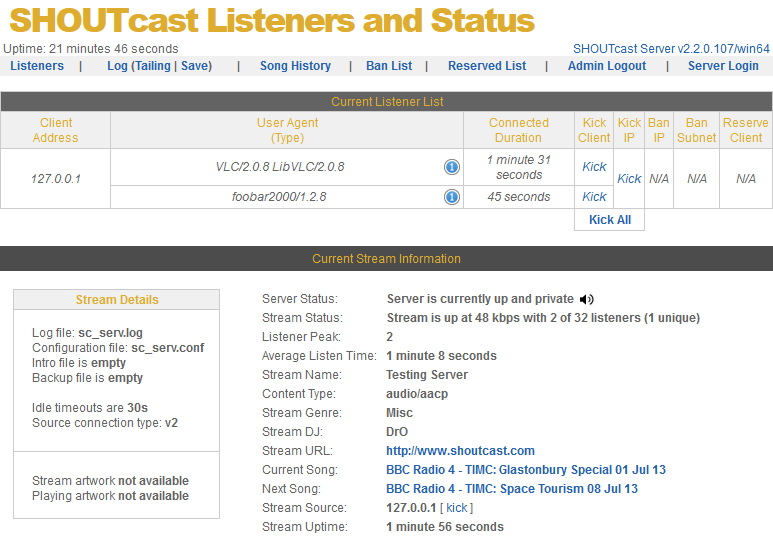 SHOUTcast Listeners and Status
Uptime: 21 minutes 46 seconds SHOUTcast Server v2.2.0.107/win64
Listeners | Log (Tailing | Save) | Song History | Ban List | Reserved List | Admin Logout | Server Login
Current Listener List
Client Address User Agent (Type) Connected Duration Kick Client Kick IP Ban IP Ban Subnet Reserve Client
127.0.0.1 VLC/2.0.8 LibVLC/2.0.8 1 minute 31 seconds Kick Kick N/A N/A N/A
foobar2000/1.2.8 45 seconds Kick
Kick All
Current Stream Information
Stream Details
Log file: sc_serv.log
Configuration file: sc_serv.conf
Intro file is empty
Backup file is empty
Idle timeouts are 30s
Source connection type: v2
Stream artwork not available
Playing artwork not available
Server Status: Server is currently up and private
Stream Status: Stream is up at 48 kbps with 2 of 32 listeners (1 unique)
Listener Peak: 2
Average Listen Time: 1 minute 8 seconds
Stream Name: Testing Server
Content Type: audio/aacp
Stream Genre: Misc
Stream DJ: DrO
Stream URL: http://www.shoutcast.com
Current Song: BBC Radio 4 - TIMC: Glastonbury Special 01 Jul 13
Next Song: BBC Radio 4 - TIMC: Space Tourism 08 Jul 13
Stream Source: 127.0.0.1 [ kick ]
Stream Uptime: 1 minute 56 seconds